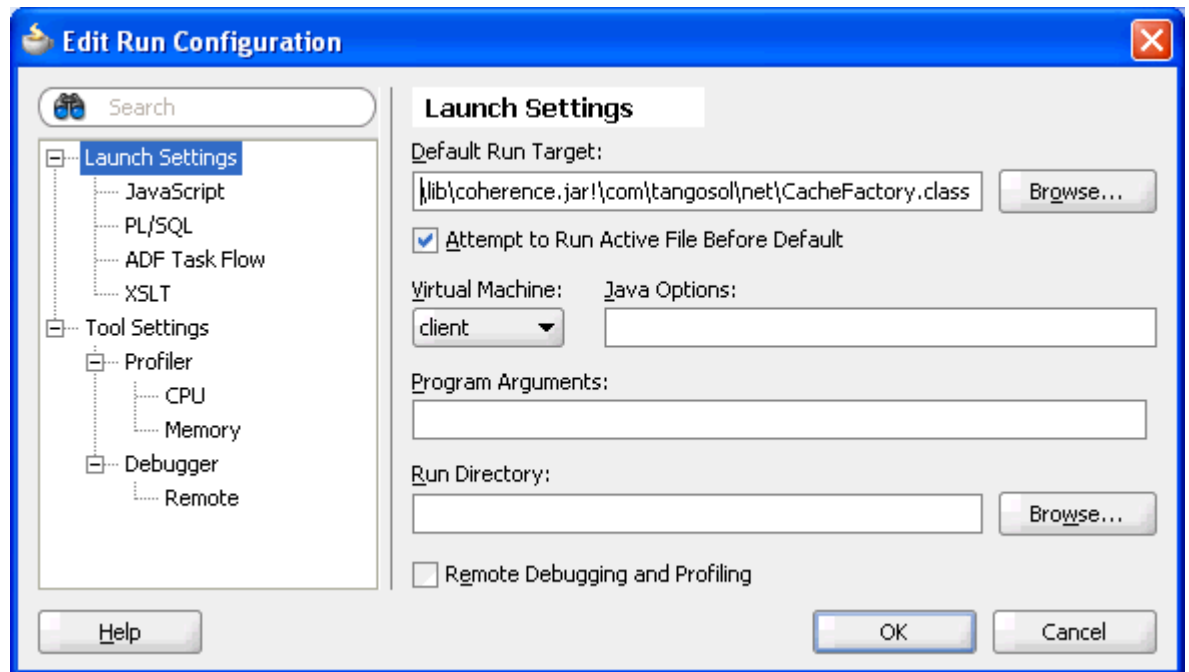 Edit Run Configuration
Search
Launch Settings
JavaScript
PL/SQL
ADF Task Flow
XSLT
Tool Settings
Profiler
CPU
Memory
Debugger
Remote
Launch Settings
Default Run Target:
\lib\coherence.jar!\com\tangosol\net\CacheFactory.class
Browse...
Attempt to Run Active File Before Default
Virtual Machine: Java Options:
client
Program Arguments:
Run Directory:
Browse...
Remote Debugging and Profiling
Help
OK
Cancel